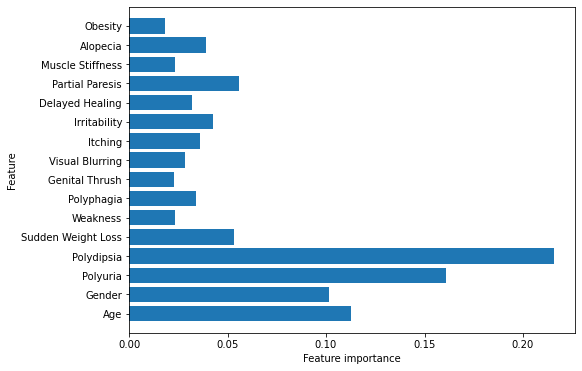 Obesity
Alopecia
Muscle Stiffness
Partial Paresis
Delayed Healing
Irritability
Itching
Visual Blurring
Genital Thrush
Polyphagia
Weakness
Sudden Weight Loss
Polydipsia
Polyuria
Gender
Age
Feature
0.00 0.05 0.10 0.15 0.20
Feature importance